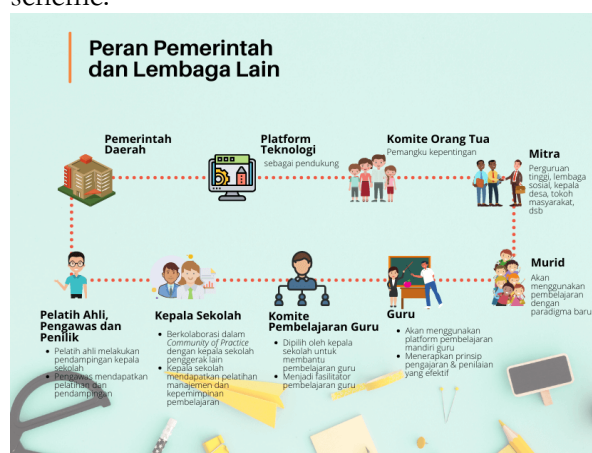 scheme.
Peran Pemerintah
dan Lembaga Lain
Pemerintah
Daerah
Platform
Teknologi
sebagai pendukung
Komite Orang Tua
Pemangku kepentingan
Mitra
Perguruan
tinggi, lembaga
sosial, kepala
desa, tokoh
masyarakat,
dsb
Murid
Akan
menggunakan
pembelajaran
dengan
paradigma baru
Pelatih Ahli,
Pengawas dan
Penilik
• Pelatih ahli melakukan
pendampingan kepala
sekolah
• Pengawas mendapatkan
pelatihan dan
pendampingan
Kepala Sekolah
• Berkolaborasi dalam
Community of Practice
dengan kepala sekolah
penggerak lain
• Kepala sekolah
mendapatkan pelatihan
manajemen dan
kepemimpinan
pembelajaran
Komite
Pembelajaran Guru
• Dipilih oleh kepala
sekolah untuk
membantu
pembelajaran guru
• Menjadi fasilitator
pembelajaran guru
Guru
• Akan menggunakan
platform pembelajaran
mandiri guru
• Menerapkan prinsip
pengajaran & penilaian
yang efektif